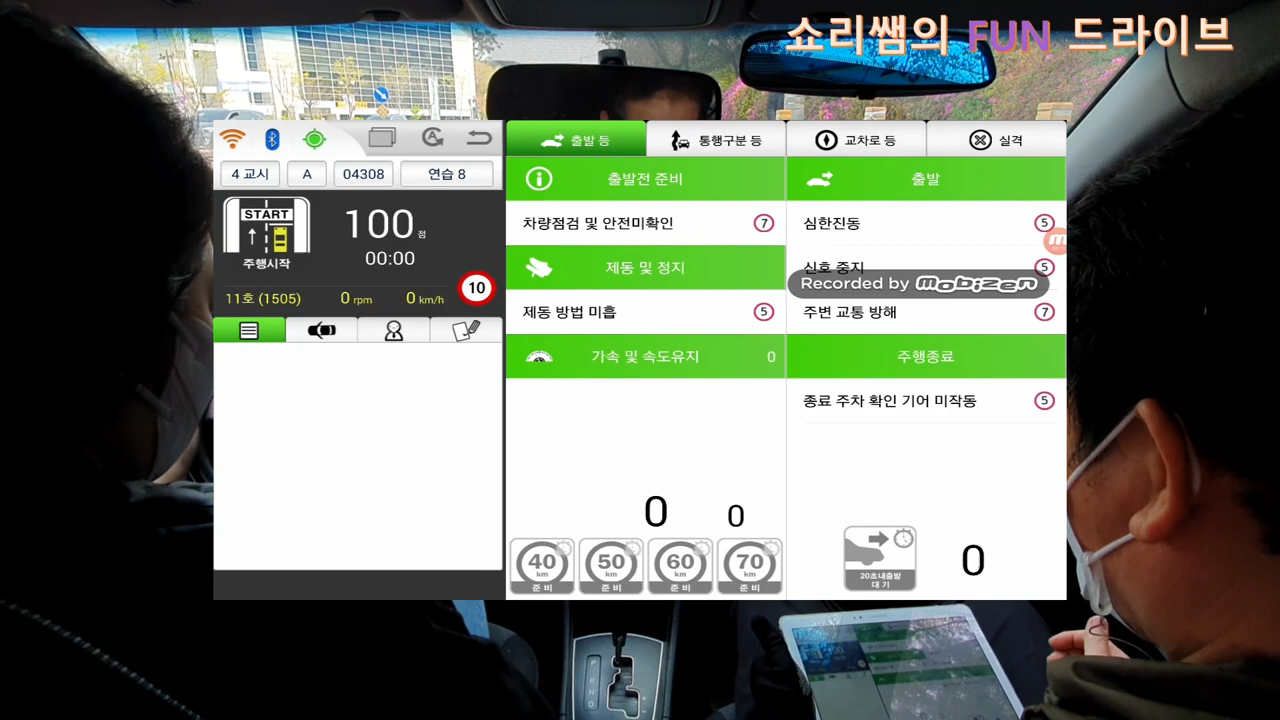 쇼리쌤의 FUN 드라이브
4 교시 A 04308 연습 8
START
주행시작
100 점
00:00
11호 (1505) 0 rpm 0 km/h
10
출발 등 통행구분 등 교차로 등 실격
출발전 준비
차량점검 및 안전미확인 7
제동 및 정지
제동 방법 미흡 5
가속 및 속도유지 0
0 0
40 km 준 비
50 km 준 비
60 km 준 비
70 km 준 비
출발
심한진동 5
신호 중지 5
Recorded by mobizen
주변 교통 방해 7
주행종료
종료 주차 확인 기어 미작동 5
20초내출발
대 기
0
P
R
N
D